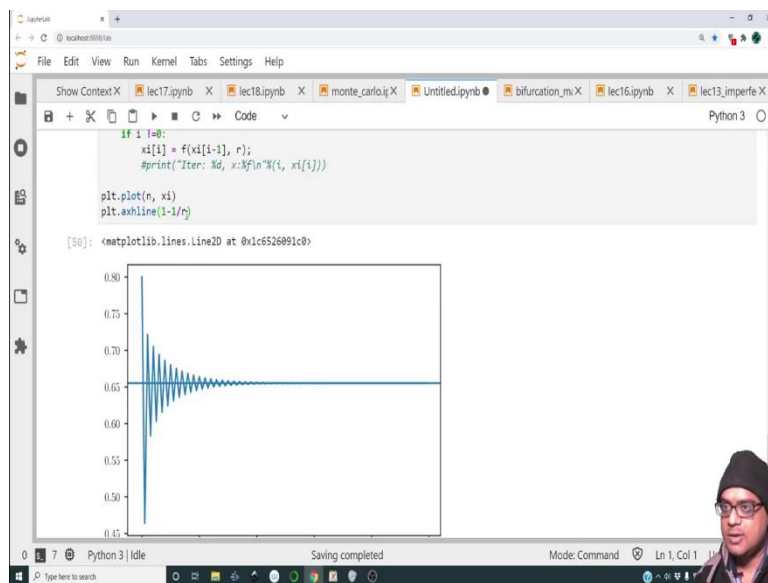 JupyterLab
localhost:8888/lab
File Edit View Run Kernel Tabs Settings Help
Show Context lec17.ipynb lec18.ipynb monte_carlo.ip Untitled.ipynb bifurcation_m lec16.ipynb lec13_imperfe
Code Python 3
if i !=0:
xi[i] = f(xi[i-1], r);
#print("Iter: %d, x:%f\n"%(i, xi[i]))
plt.plot(n, xi)
plt.axhline(1-1/r)
[50]: <matplotlib.lines.Line2D at 0x1c6526091c0>
0.80
0.75
0.70
0.65
0.60
0.55
0.50
0.45
0 7 Python 3 | Idle Saving completed Mode: Command Ln 1, Col 1
Type here to search